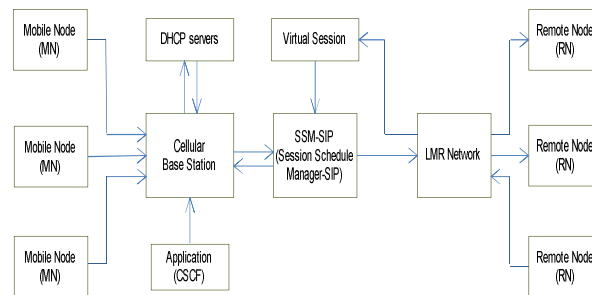 Mobile Node
(MN)
DHCP servers
Virtual Session
Remote Node
(RN)
Mobile Node
(MN)
Cellular
Base Station
SSM-SIP
(Session Schedule
Manager-SIP)
LMR Network
Remote Node
(RN)
Mobile Node
(MN)
Application
(CSCF)
Remote Node
(RN)